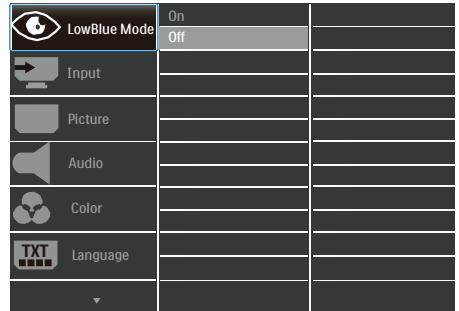 LowBlue Mode
On
Off
Input
Picture
Audio
Color
TXT
Language